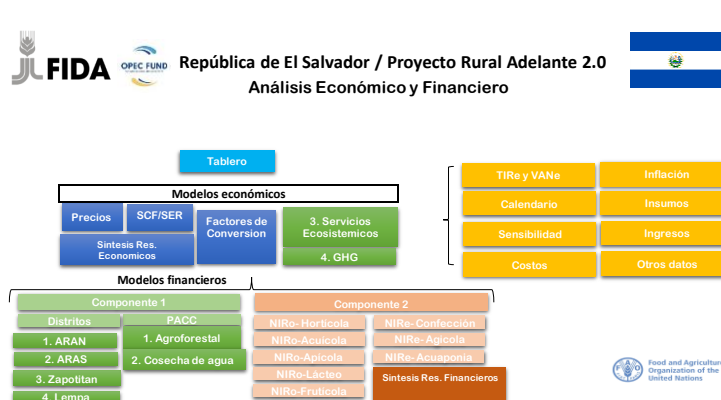 FIDA
OPEC FUND
República de El Salvador / Proyecto Rural Adelante 2.0
Análisis Económico y Financiero
Tablero
Modelos económicos
Precios
SCF/SER
Factores de
Conversion
3. Servicios
Ecosistemicos
Sintesis Res.
Economicos
4. GHG
TIRe y VANe
Inflación
Calendario
Insumos
Sensibilidad
Ingresos
Costos
Otros datos
Modelos financieros
Componente 1
Componente 2
Distritos
PACC
1. ARAN
1. Agroforestal
2. ARAS
2. Cosecha de agua
3. Zapotitan
4. Lempa
NIRo- Horticola
NIRe-Confección
NIRo-Acuícola
NIRe- Agicola
NIRo-Apícola
NIRe- Acuaponia
NIRo-Lácteo
Sintesis Res. Financieros
NIRo-Fruticola
FAO
Food and Agriculture
Organization of the
United Nations